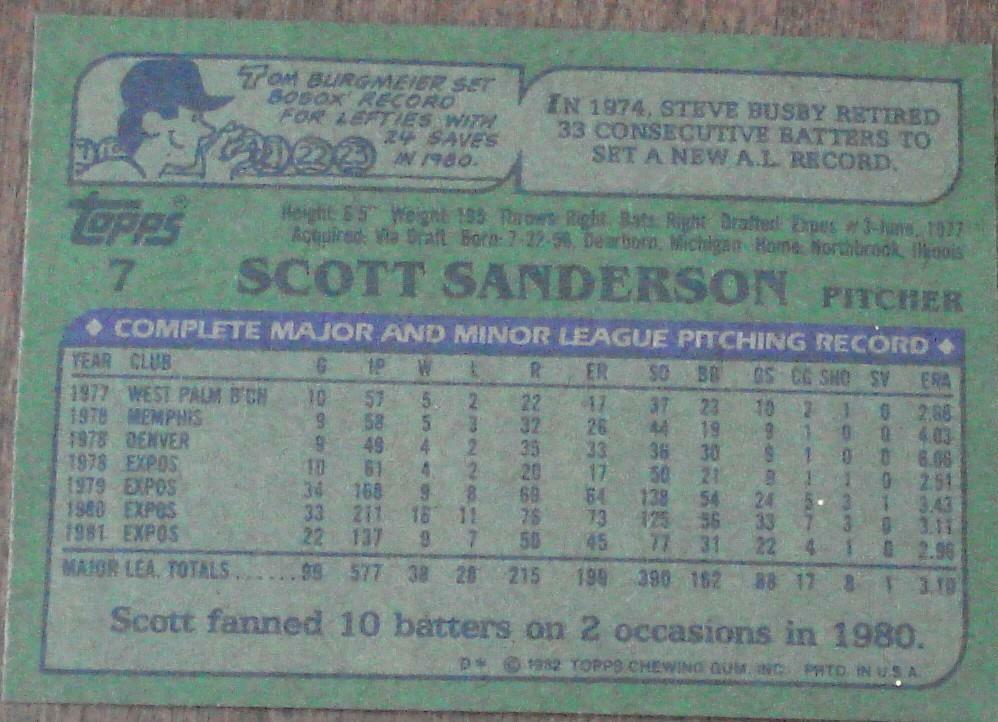 TOM BURGMEIER SET
BOSOX RECORD
FOR LEFTIES WITH
24 SAVES
IN 1980.
21 22 23
IN 1974, STEVE BUSBY RETIRED
33 CONSECUTIVE BATTERS TO
SET A NEW A.L. RECORD.
Topps®
Height: 6'5" Weight: 195 Throws: Right Bats: Right Drafted: Expos #3-June, 1977
Acquired: Via Draft Born: 7-22-56, Dearborn, Michigan Home: Northbrook, Illinois
7 SCOTT SANDERSON PITCHER
◆ COMPLETE MAJOR AND MINOR LEAGUE PITCHING RECORD ◆
YEAR CLUB G IP W L R ER SO BB GS CG SHO SV ERA
1977 WEST PALM B'CH 10 57 5 2 22 17 37 23 10 2 1 0 2.68
1978 MEMPHIS 9 58 5 3 32 26 44 19 9 1 0 0 4.03
1978 DENVER 9 49 4 2 35 33 36 30 9 1 0 0 6.06
1978 EXPOS 10 61 4 2 20 17 50 21 9 1 1 0 2.51
1979 EXPOS 34 168 9 8 69 64 138 54 24 5 3 1 3.43
1980 EXPOS 33 211 16 11 76 73 125 56 33 7 3 0 3.11
1981 EXPOS 22 137 9 7 50 45 77 31 22 4 1 0 2.96
MAJOR LEA. TOTALS.......99 577 38 28 215 199 390 162 88 17 8 1 3.10
Scott fanned 10 batters on 2 occasions in 1980.
D* © 1982 TOPPS CHEWING GUM, INC. PRTD. IN U.S.A.